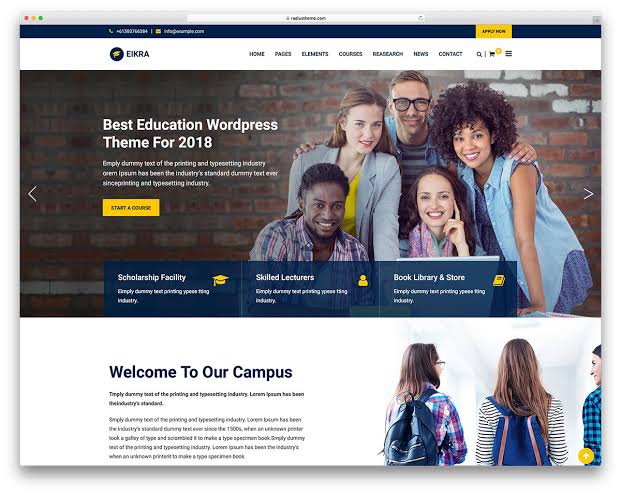 radiustheme.com
+61383766284 | info@example.com
APPLY NOW
EIKRA
HOME PAGES ELEMENTS COURSES REASEARCH NEWS CONTACT
0
Best Education Wordpress
Theme For 2018
Emply dummy text of the printing and typesetting industry
orem Ipsum has been the industry's standard dummy text ever
sinceprinting and typesetting industry.
START A COURSE
Scholarship Facility
Eimply dummy text printing ypese tting
industry.
Skilled Lecturers
Eimply dummy text printing ypese tting
industry.
Book Library & Store
Eimply dummy text printing ypese tting
industry.
Welcome To Our Campus
Tmply dummy text of the printing and typesetting industry. Lorem Ipsum has been
theindustry's standard.
Smply dummy text of the printing and typesetting industry. Lorem Ipsum has been
the industry's standard dummy text ever since the 1500s, when an unknown printer
took a galley of type and scrambled it to make a type specimen book.Simply dummy
text of the printing and typesetting industry. Lorem Ipsum has been the industry's
when an unknown printerit to make a type specimen book.